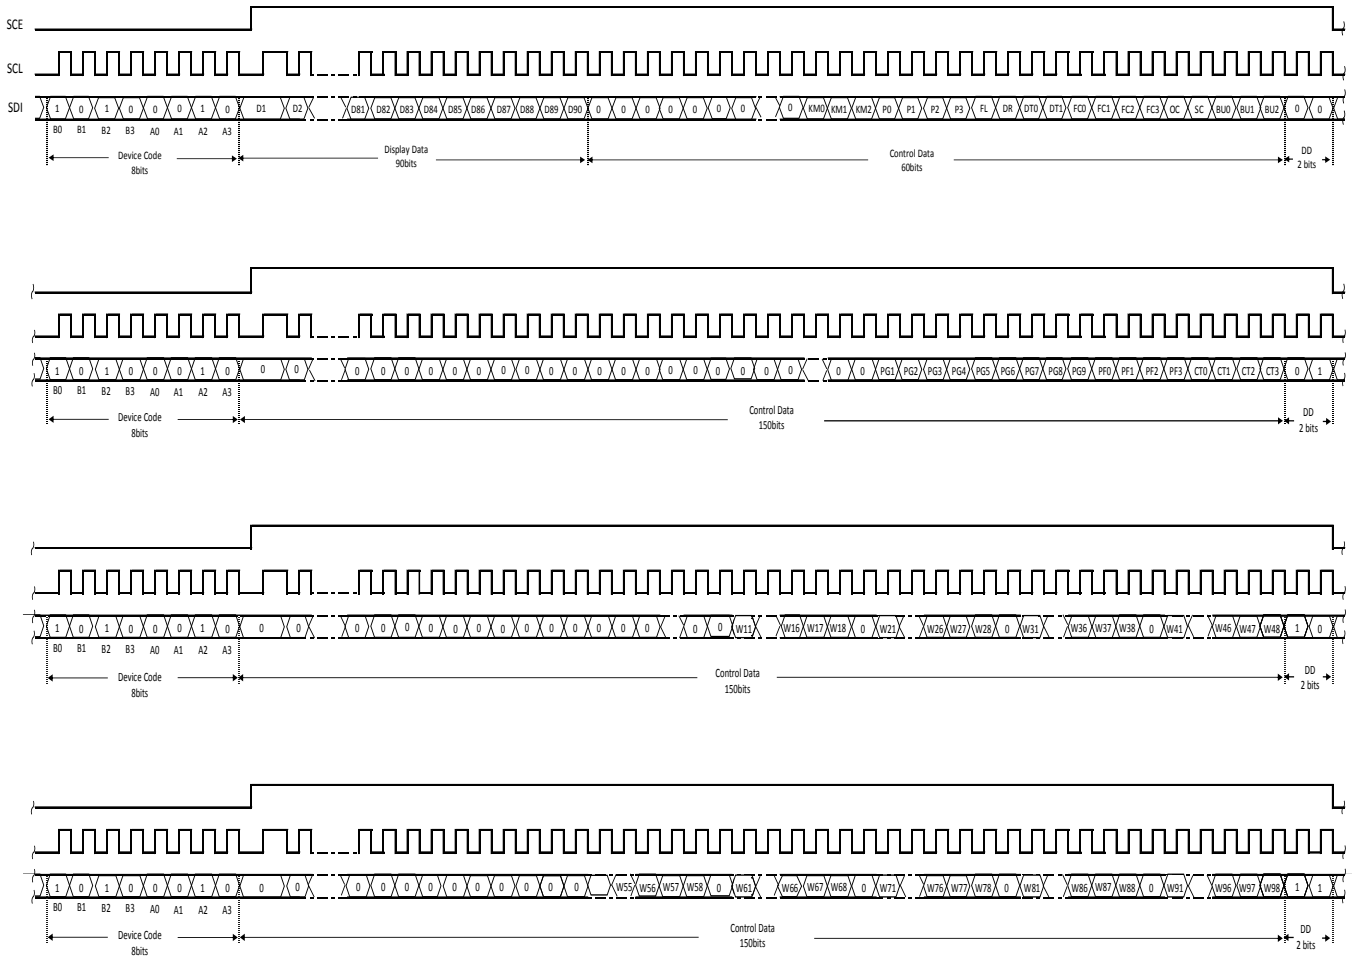 SCE
SCL
SDI 1 0 1 0 0 0 1 0 D1 D2 D81 D82 D83 D84 D85 D86 D87 D88 D89 D90 0 0 0 0 0 0 0 0 KM0 KM1 KM2 P0 P1 P2 P3 FL DR DT0 DT1 FC0 FC1 FC2 FC3 OC SC BU0 BU1 BU2 0 0
B0 B1 B2 B3 A0 A1 A2 A3
Device Code Display Data Control Data DD
8bits 90bits 60bits 2 bits
1 0 1 0 0 0 1 0 0 0 0 0 0 0 0 0 0 0 0 0 0 0 0 0 0 0 0 0 0 0 0 0 0 PG1 PG2 PG3 PG4 PG5 PG6 PG7 PG8 PG9 PF0 PF1 PF2 PF3 CT0 CT1 CT2 CT3 0 1
B0 B1 B2 B3 A0 A1 A2 A3
Device Code Control Data DD
8bits 150bits 2 bits
1 0 1 0 0 0 1 0 0 0 0 0 0 0 0 0 0 0 0 0 0 0 0 0 0 W11 W16 W17 W18 0 W21 W26 W27 W28 0 W31 W36 W37 W38 0 W41 W46 W47 W48 1 0
B0 B1 B2 B3 A0 A1 A2 A3
Device Code Control Data DD
8bits 150bits 2 bits
1 0 1 0 0 0 1 0 0 0 0 0 0 0 0 0 0 0 0 0 0 W55 W56 W57 W58 0 W61 W66 W67 W68 0 W71 W76 W77 W78 0 W81 W86 W87 W88 0 W91 W96 W97 W98 1 1
B0 B1 B2 B3 A0 A1 A2 A3
Device Code Control Data DD
8bits 150bits 2 bits